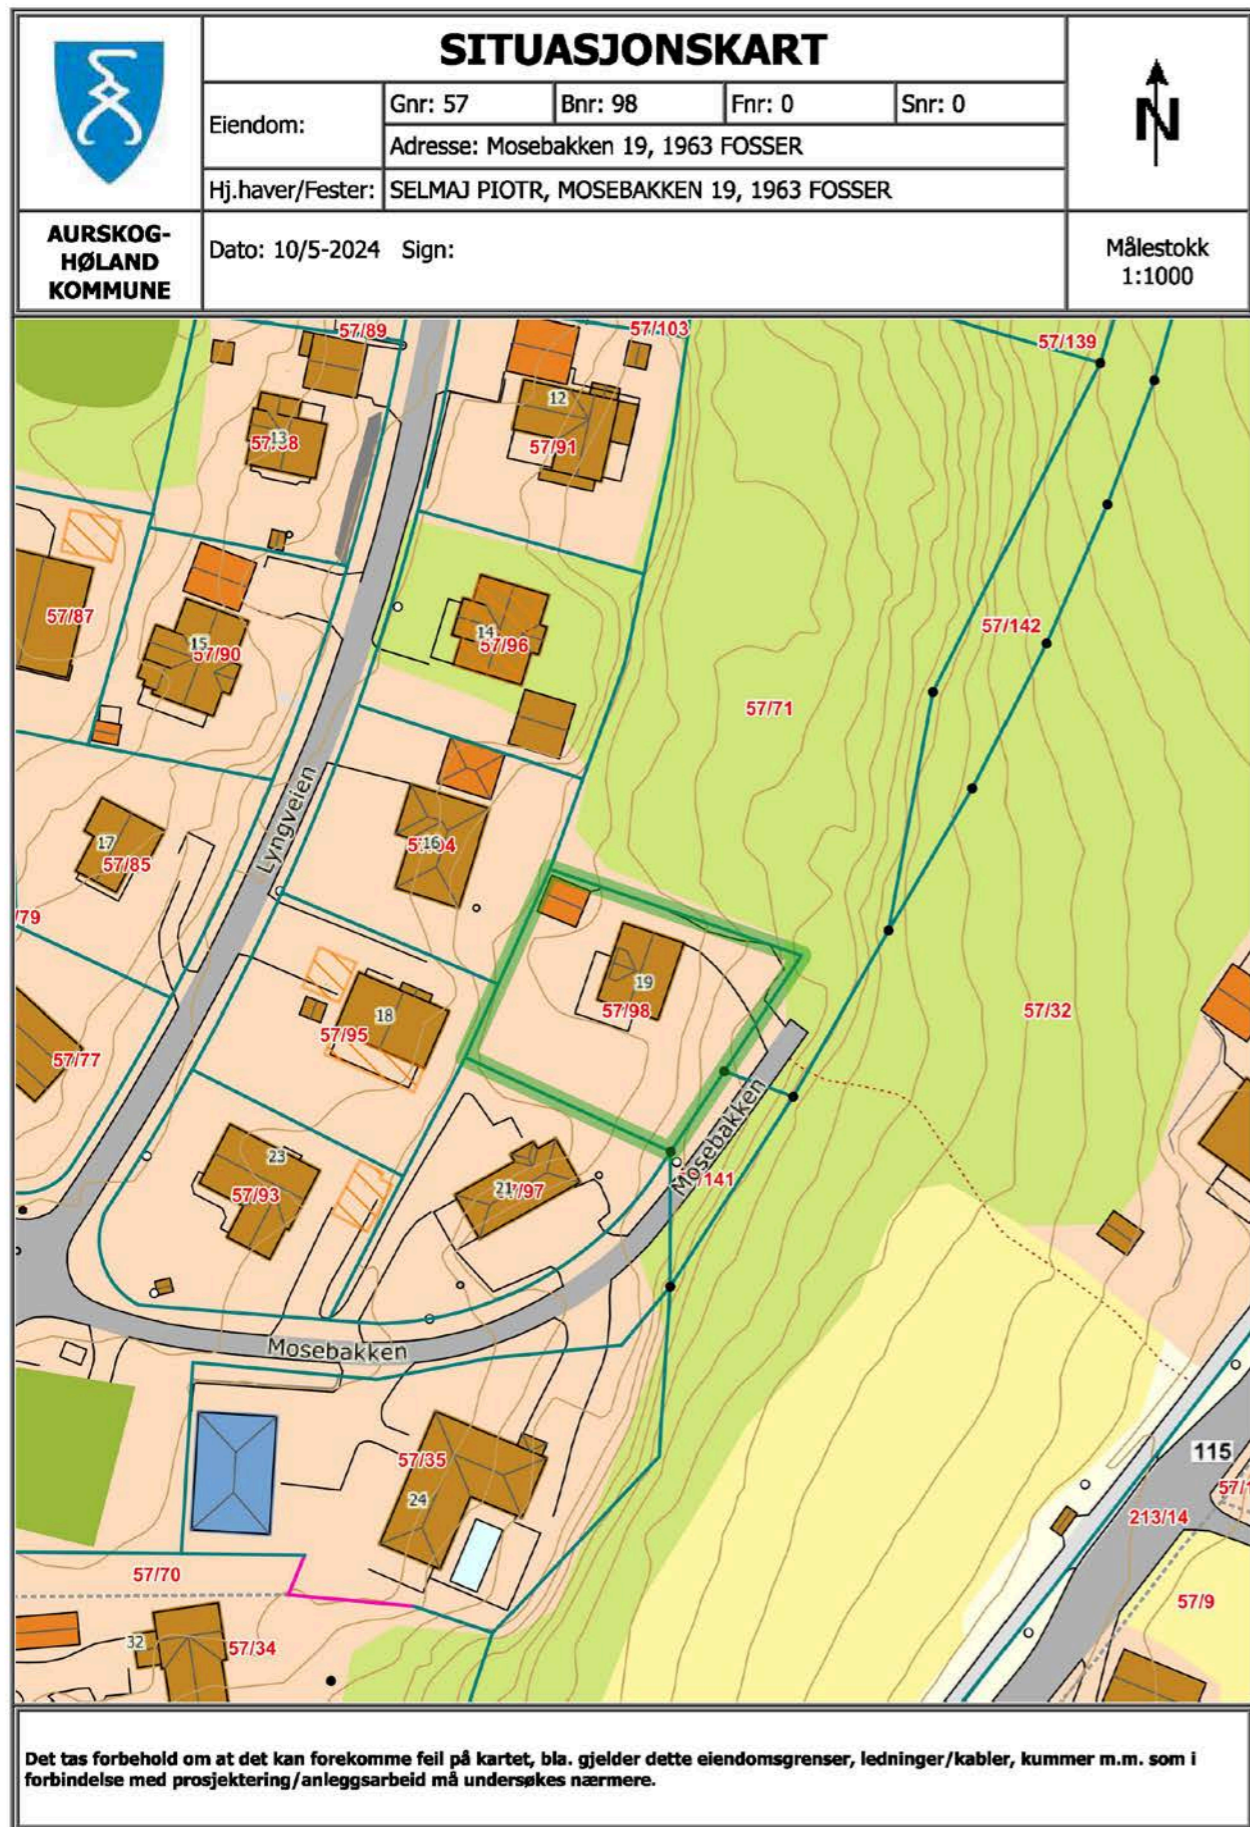 SITUASJONSKART
Eiendom:
Gnr: 57
Bnr: 98
Fnr: 0
Snr: 0
Adresse: Mosebakken 19, 1963 FOSSER
Hj.haver/Fester:
SELMAJ PIOTR, MOSEBAKKEN 19, 1963 FOSSER
N
AURSKOG-
HØLAND
KOMMUNE
Dato: 10/5-2024 Sign:
Målestokk
1:1000
57/89
57/103
57/139
12
13
57/91
57/87
15
57/90
14
57/96
57/142
57/71
Lyngveien
17
57/85
16
/79
19
57/98
57/32
18
57/95
57/77
23
57/93
21
Mosebakken
Mosebakken
57/35
24
115
213/14
57/70
57/9
32
57/34
Det tas forbehold om at det kan forekomme feil på kartet, bla. gjelder dette eiendomsgrenser, ledninger/kabler, kummer m.m. som i
forbindelse med prosjektering/anleggsarbeid må undersøkes nærmere.